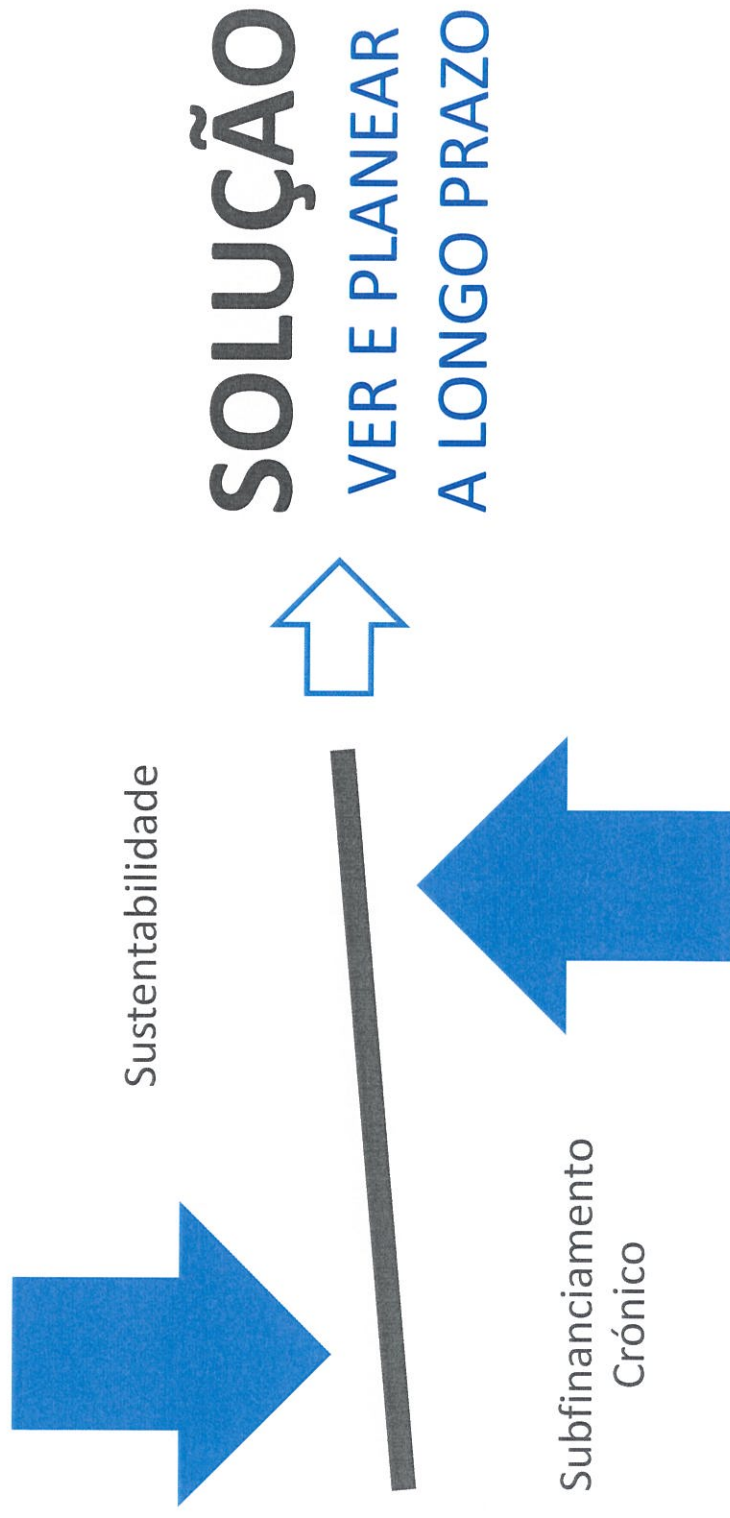 Sustentabilidade
Subfinanciamento
Crónico
SOLUÇÃO
VER E PLANEAR
A LONGO PRAZO